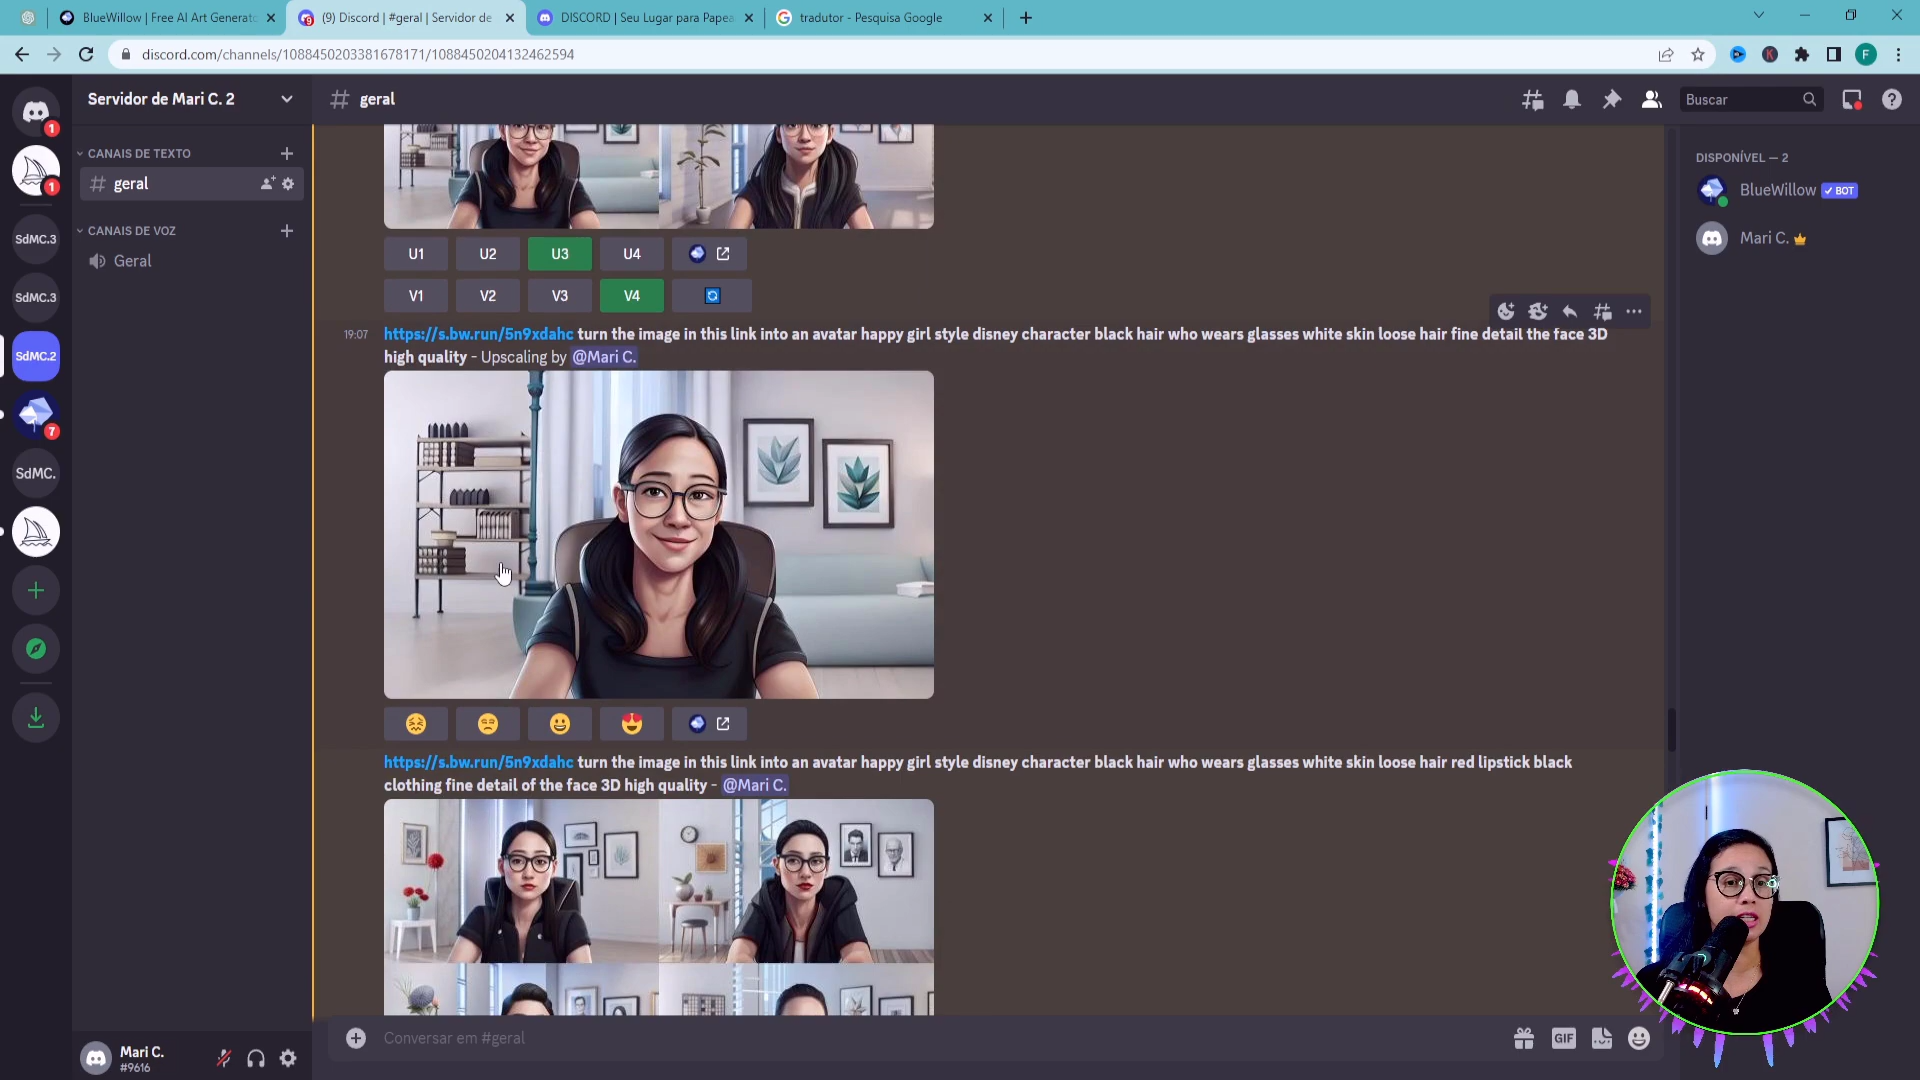 BlueWillow | Free AI Art Generato
(9) Discord | #geral | Servidor de
DISCORD | Seu Lugar para Papea
tradutor - Pesquisa Google
discord.com/channels/1088450203381678171/1088450204132462594
K
F
Servidor de Mari C. 2
# geral
Buscar
1
CANAIS DE TEXTO
DISPONÍVEL — 2
1
# geral
BlueWillow ✓ BOT
CANAIS DE VOZ
SdMC.3
Mari C.
U1 U2 U3 U4
Geral
SdMC.3
V1 V2 V3 V4
19:07 https://s.bw.run/5n9xdahc turn the image in this link into an avatar happy girl style disney character black hair who wears glasses white skin loose hair fine detail the face 3D
high quality - Upscaling by @Mari C.
SdMC.2
7
SdMC.
https://s.bw.run/5n9xdahc turn the image in this link into an avatar happy girl style disney character black hair who wears glasses white skin loose hair red lipstick black
clothing fine detail of the face 3D high quality - @Mari C.
Mari C.
#9616
Conversar em #geral
GIF